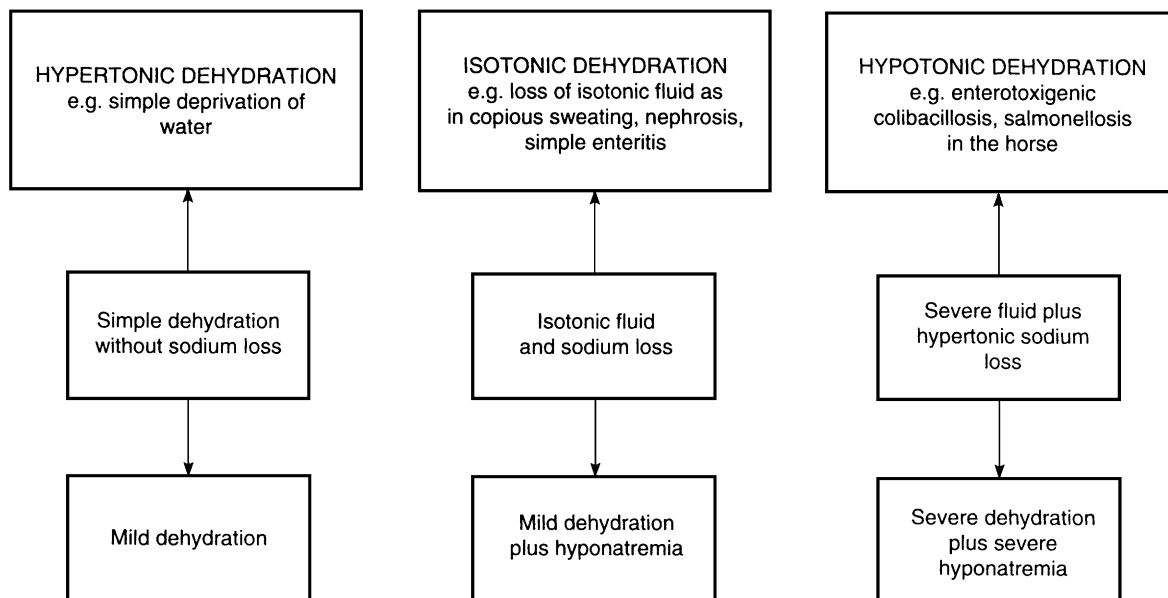 HYPERTONIC DEHYDRATION
e.g. simple deprivation of
water
ISOTONIC DEHYDRATION
e.g. loss of isotonic fluid as
in copious sweating, nephrosis,
simple enteritis
HYPOTONIC DEHYDRATION
e.g. enterotoxigenic
colibacillosis, salmonellosis
in the horse
Simple dehydration
without sodium loss
Isotonic fluid
and sodium loss
Severe fluid plus
hypertonic sodium
loss
Mild dehydration
Mild dehydration
plus hyponatremia
Severe dehydration
plus severe
hyponatremia